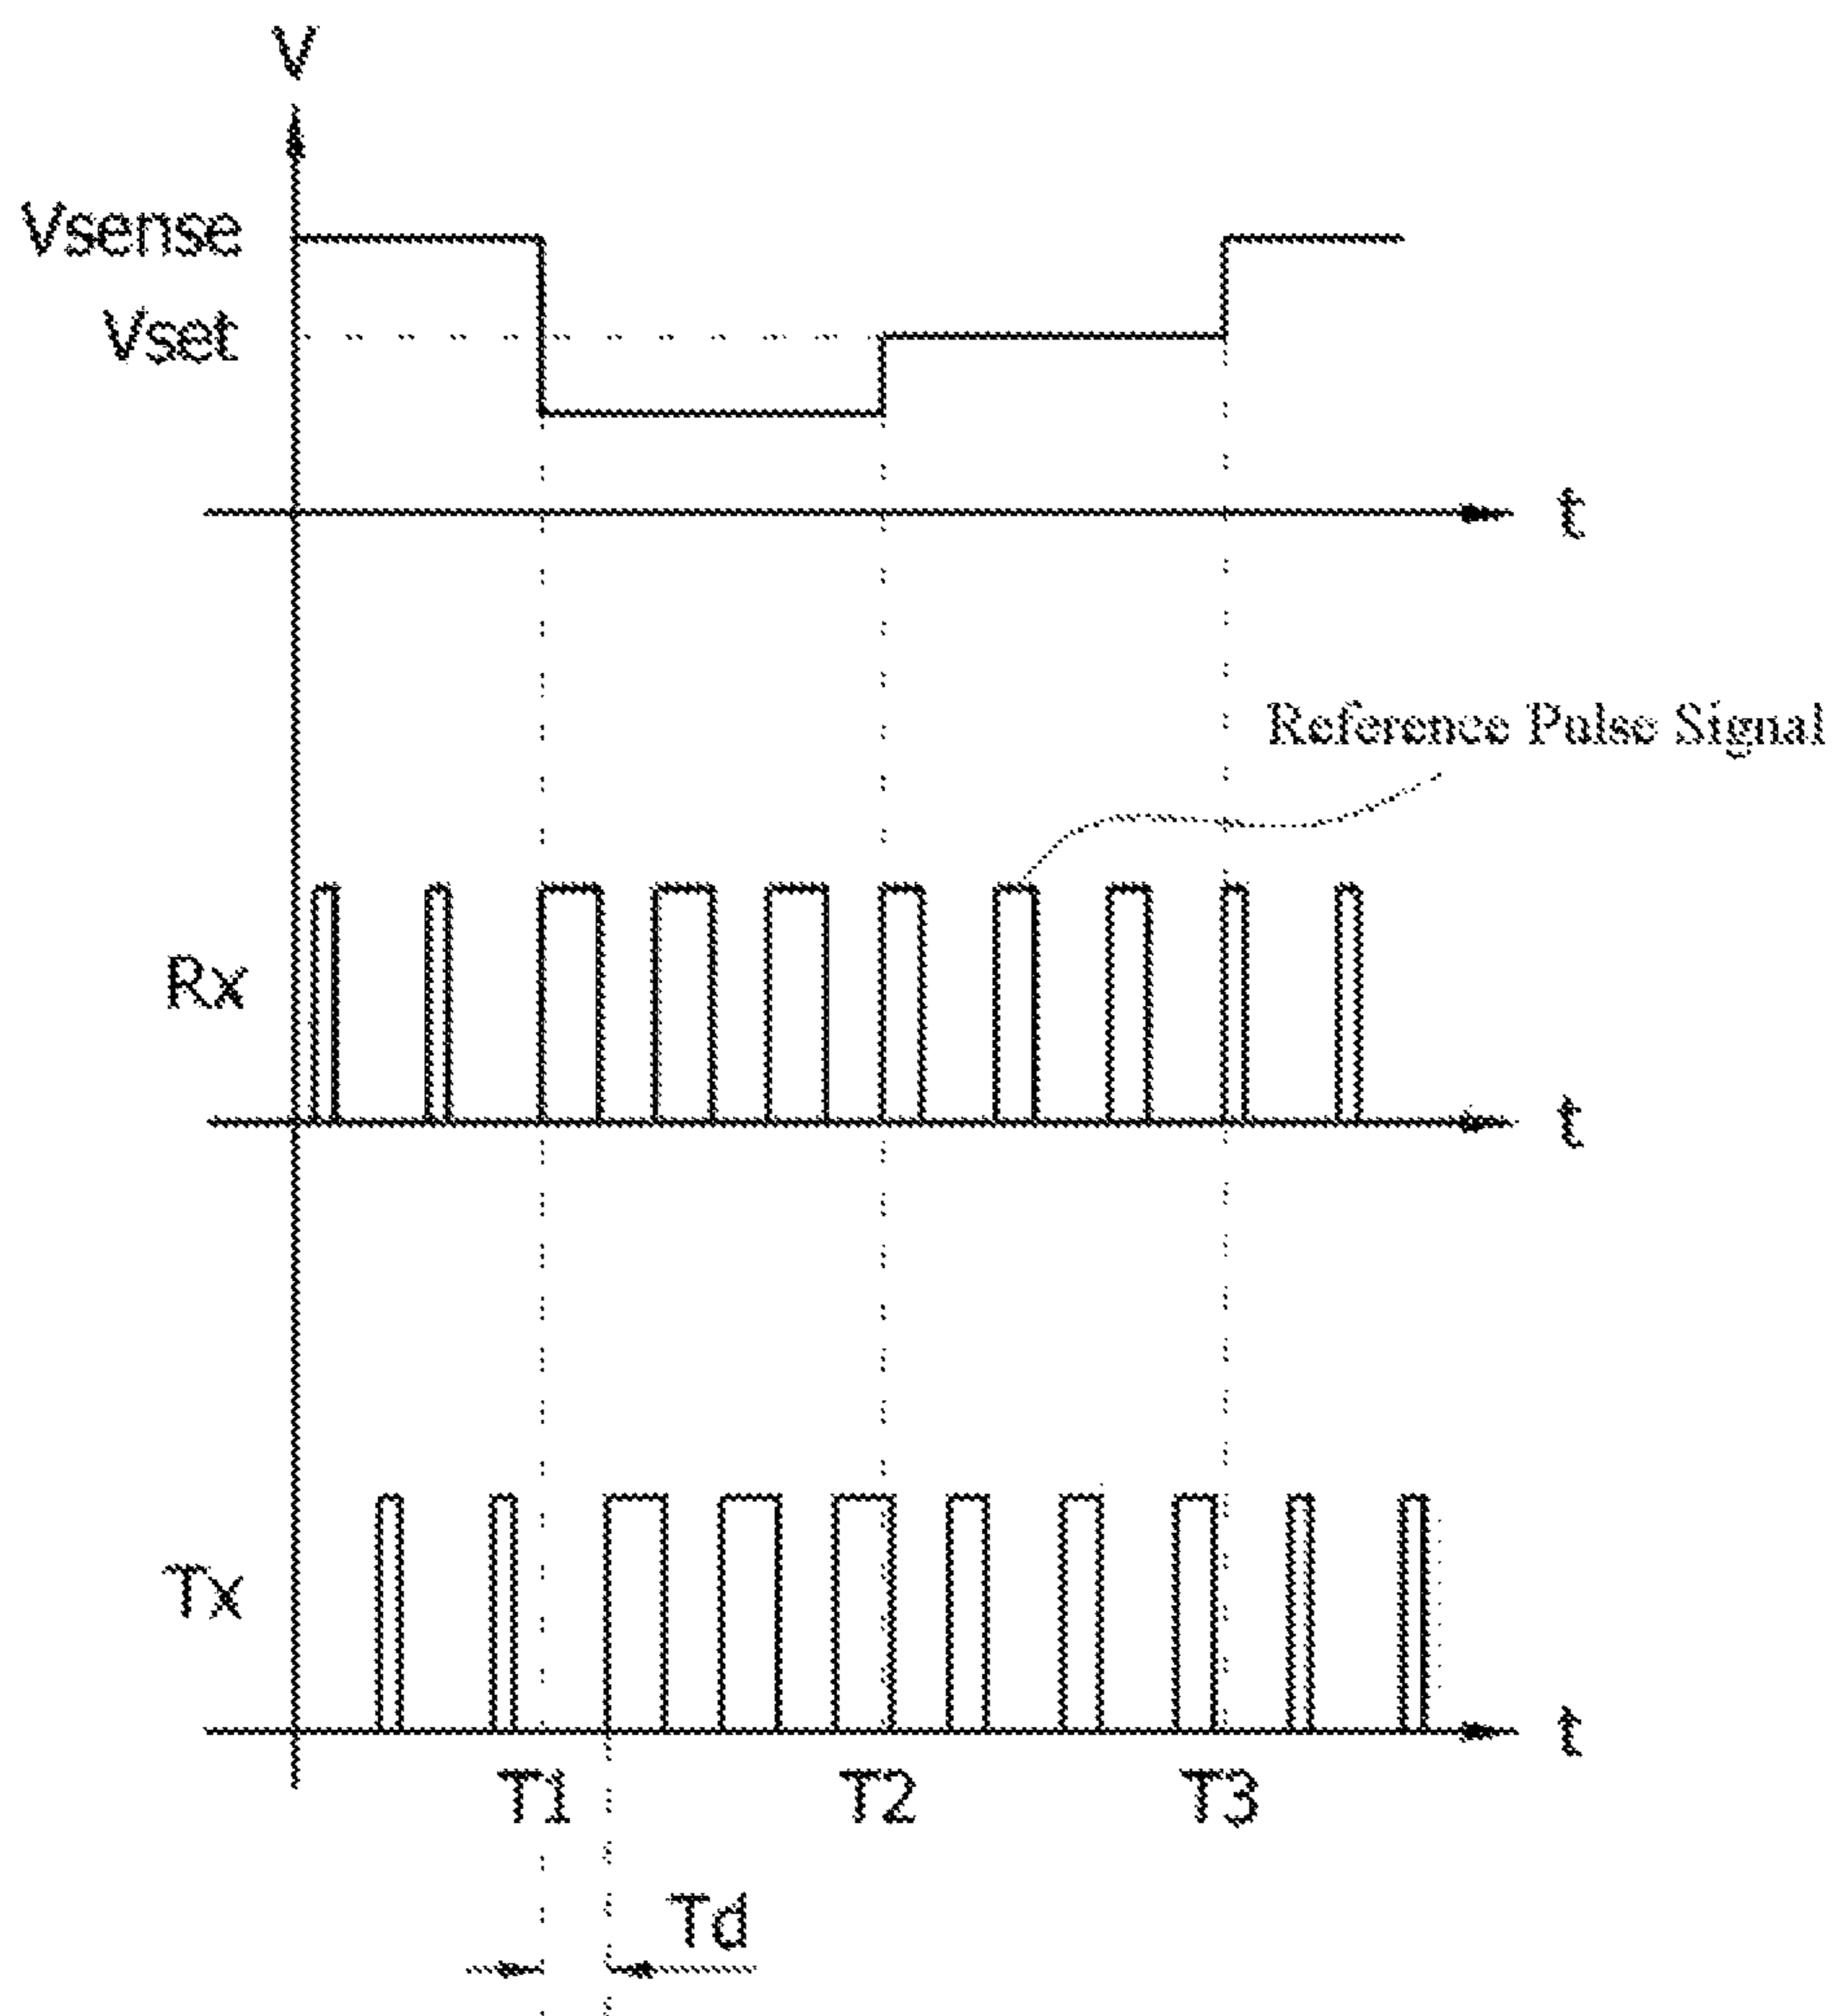 V
Vsense
Vset
t
Reference Pulse Signal
Rx
t
Tx
t
T1 T2 T3
Td